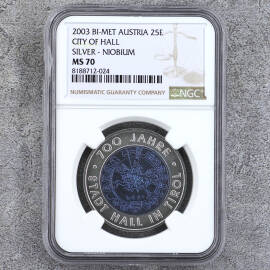 2003 BI-MET AUSTRIA 25E
CITY OF HALL
SILVER - NIOBIUM
MS 70
8188712-024
NUMISMATIC GUARANTY COMPANY
NGC
700 JAHRE
STADT HALL IN TIROL